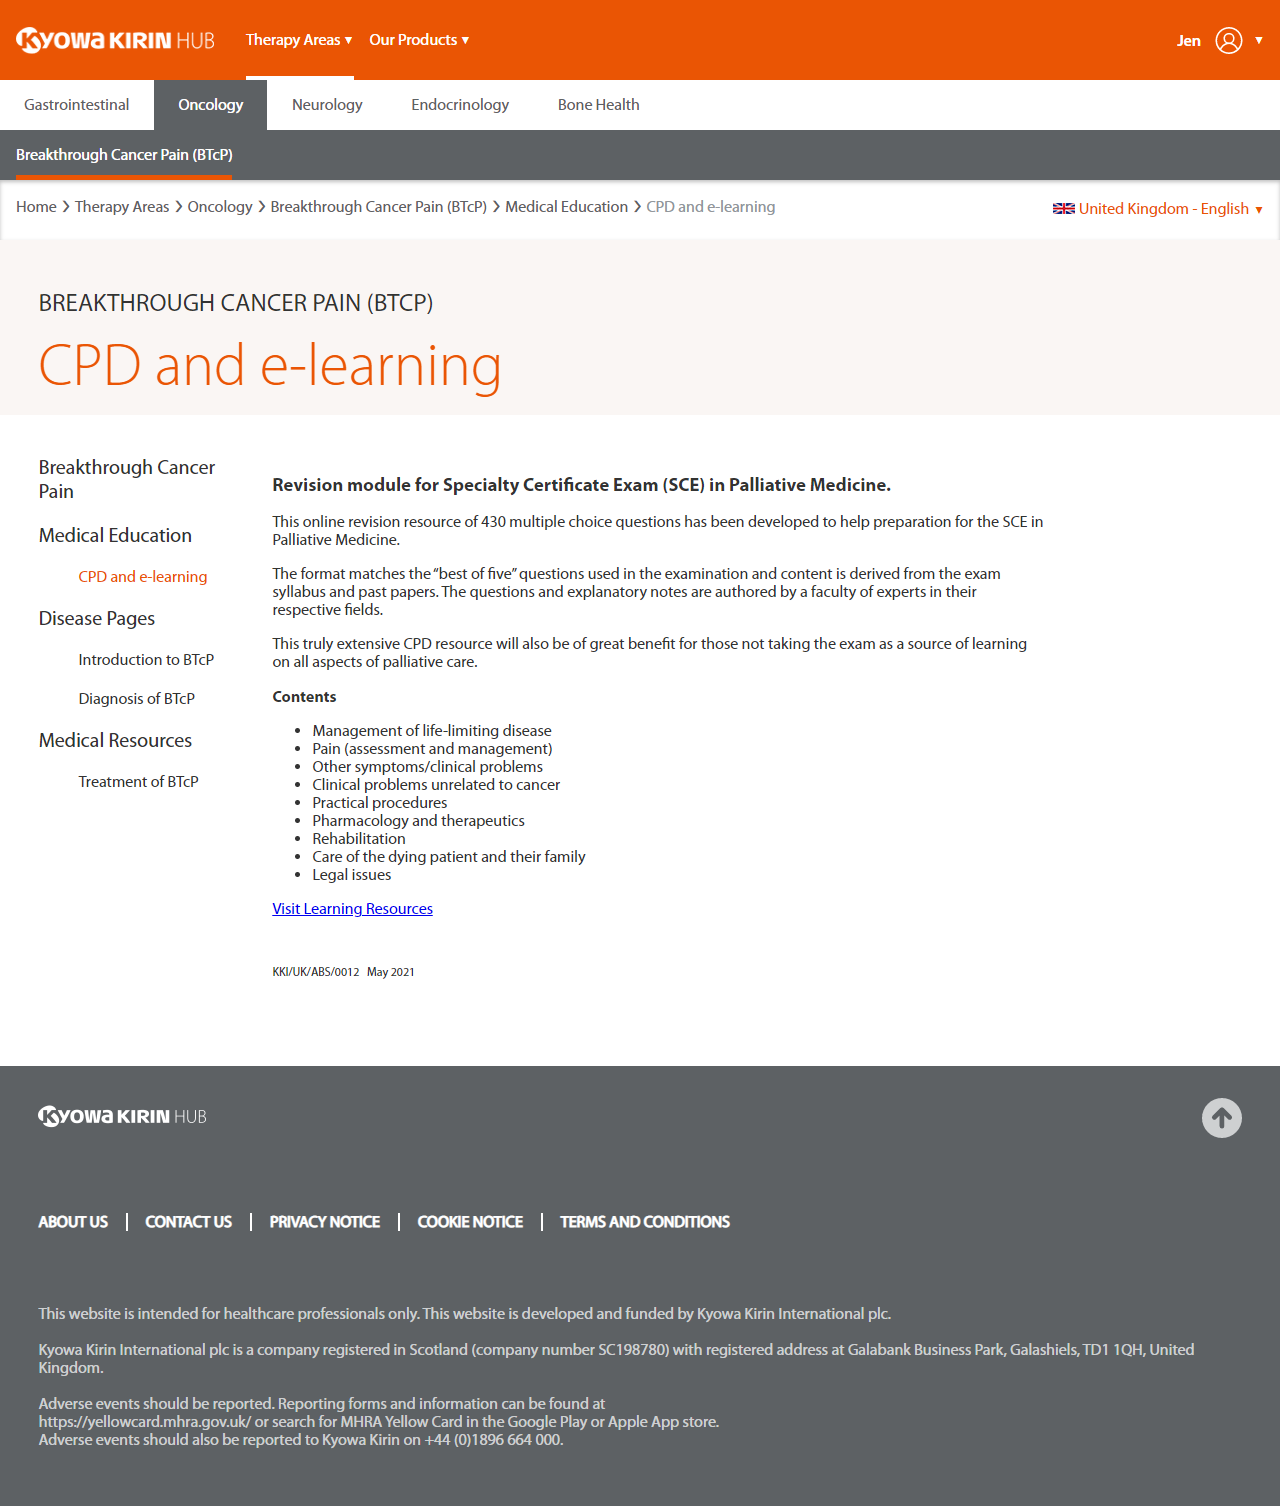 KYOWA KIRIN HUB
Therapy Areas ▼ Our Products ▼
Jen ▼
Gastrointestinal Oncology Neurology Endocrinology Bone Health
Breakthrough Cancer Pain (BTcP)
Home > Therapy Areas > Oncology > Breakthrough Cancer Pain (BTcP) > Medical Education > CPD and e-learning
United Kingdom - English ▼
BREAKTHROUGH CANCER PAIN (BTCP)
CPD and e-learning
Breakthrough Cancer
Pain
Medical Education
CPD and e-learning
Disease Pages
Introduction to BTcP
Diagnosis of BTcP
Medical Resources
Treatment of BTcP
Revision module for Specialty Certificate Exam (SCE) in Palliative Medicine.
This online revision resource of 430 multiple choice questions has been developed to help preparation for the SCE in
Palliative Medicine.
The format matches the “best of five” questions used in the examination and content is derived from the exam
syllabus and past papers. The questions and explanatory notes are authored by a faculty of experts in their
respective fields.
This truly extensive CPD resource will also be of great benefit for those not taking the exam as a source of learning
on all aspects of palliative care.
Contents
• Management of life-limiting disease
• Pain (assessment and management)
• Other symptoms/clinical problems
• Clinical problems unrelated to cancer
• Practical procedures
• Pharmacology and therapeutics
• Rehabilitation
• Care of the dying patient and their family
• Legal issues
Visit Learning Resources
KKI/UK/ABS/0012 May 2021
KYOWA KIRIN HUB
ABOUT US | CONTACT US | PRIVACY NOTICE | COOKIE NOTICE | TERMS AND CONDITIONS
This website is intended for healthcare professionals only. This website is developed and funded by Kyowa Kirin International plc.
Kyowa Kirin International plc is a company registered in Scotland (company number SC198780) with registered address at Galabank Business Park, Galashiels, TD1 1QH, United
Kingdom.
Adverse events should be reported. Reporting forms and information can be found at
https://yellowcard.mhra.gov.uk/ or search for MHRA Yellow Card in the Google Play or Apple App store.
Adverse events should also be reported to Kyowa Kirin on +44 (0)1896 664 000.